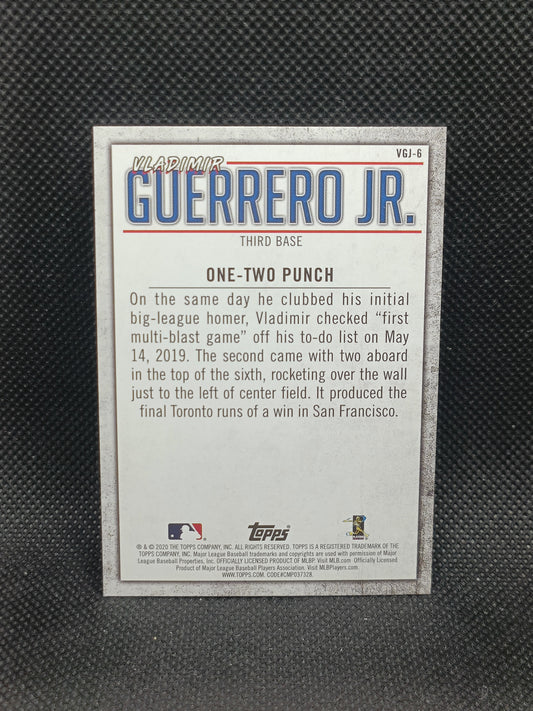 VGJ-6
VLADIMIR
GUERRERO JR.
THIRD BASE
ONE-TWO PUNCH
On the same day he clubbed his initial
big-league homer, Vladimir checked “first
multi-blast game” off his to-do list on May
14, 2019. The second came with two aboard
in the top of the sixth, rocketing over the wall
just to the left of center field. It produced the
final Toronto runs of a win in San Francisco.
topps
® & © 2020 THE TOPPS COMPANY, INC. ALL RIGHTS RESERVED. TOPPS IS A REGISTERED TRADEMARK OF THE
TOPPS COMPANY, INC. Major League Baseball trademarks and copyrights are used with permission of Major
League Baseball Properties, Inc. OFFICIALLY LICENSED PRODUCT OF MLBP. Visit MLB.com Officially Licensed
Product of Major League Baseball Players Association. Visit MLBPlayers.com
WWW.TOPPS.COM. CODE#CMP037328.